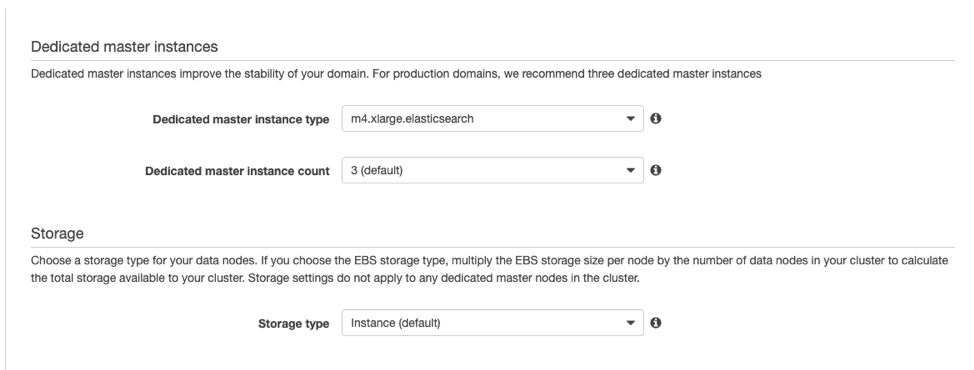 Dedicated master instances
Dedicated master instances improve the stability of your domain. For production domains, we recommend three dedicated master instances
Dedicated master instance type m4.xlarge.elasticsearch
Dedicated master instance count 3 (default)
Storage
Choose a storage type for your data nodes. If you choose the EBS storage type, multiply the EBS storage size per node by the number of data nodes in your cluster to calculate
the total storage available to your cluster. Storage settings do not apply to any dedicated master nodes in the cluster.
Storage type Instance (default)